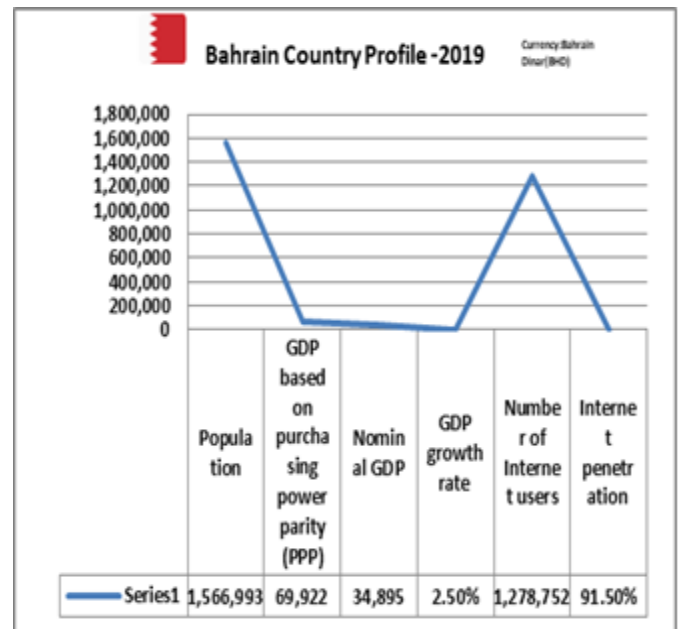 Bahrain Country Profile -2019
Currency:Bahrain
Dinar(BHD)
1,800,000
1,600,000
1,400,000
1,200,000
1,000,000
800,000
600,000
400,000
200,000
0
Popula
tion
GDP
based
on
purcha
sing
power
parity
(PPP)
Nomin
al GDP
GDP
growth
rate
Numbe
r of
Interne
t users
Interne
t
penetr
ation
Series1 1,566,993 69,922 34,895 2.50% 1,278,752 91.50%